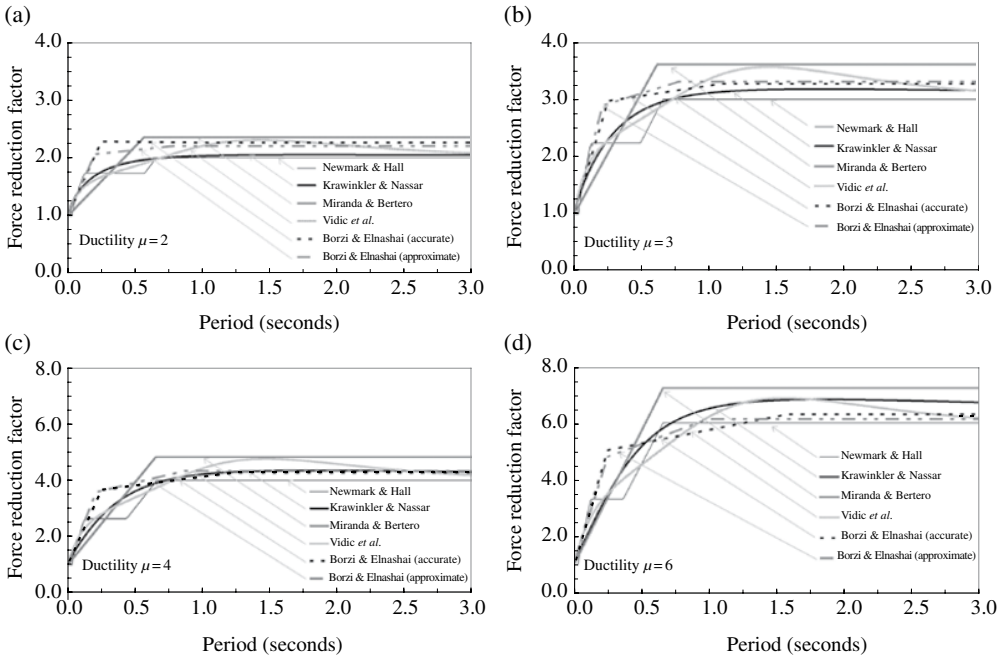 (a)
4.0
3.0
2.0
1.0
0.0
Force reduction factor
Newmark & Hall
Krawinkler & Nassar
Miranda & Bertero
Vidic et al.
Borzi & Elnashai (accurate)
Borzi & Elnashai (approximate)
Ductility μ=2
0.0 0.5 1.0 1.5 2.0 2.5 3.0
Period (seconds)
(b)
4.0
3.0
2.0
1.0
0.0
Force reduction factor
Newmark & Hall
Krawinkler & Nassar
Miranda & Bertero
Vidic et al.
Borzi & Elnashai (accurate)
Borzi & Elnashai (approximate)
Ductility μ=3
0.0 0.5 1.0 1.5 2.0 2.5 3.0
Period (seconds)
(c)
8.0
6.0
4.0
2.0
0.0
Force reduction factor
Newmark & Hall
Krawinkler & Nassar
Miranda & Bertero
Vidic et al.
Borzi & Elnashai (accurate)
Borzi & Elnashai (approximate)
Ductility μ=4
0.0 0.5 1.0 1.5 2.0 2.5 3.0
Period (seconds)
(d)
8.0
6.0
4.0
2.0
0.0
Force reduction factor
Newmark & Hall
Krawinkler & Nassar
Miranda & Bertero
Vidic et al.
Borzi & Elnashai (accurate)
Borzi & Elnashai (approximate)
Ductility μ=6
0.0 0.5 1.0 1.5 2.0 2.5 3.0
Period (seconds)